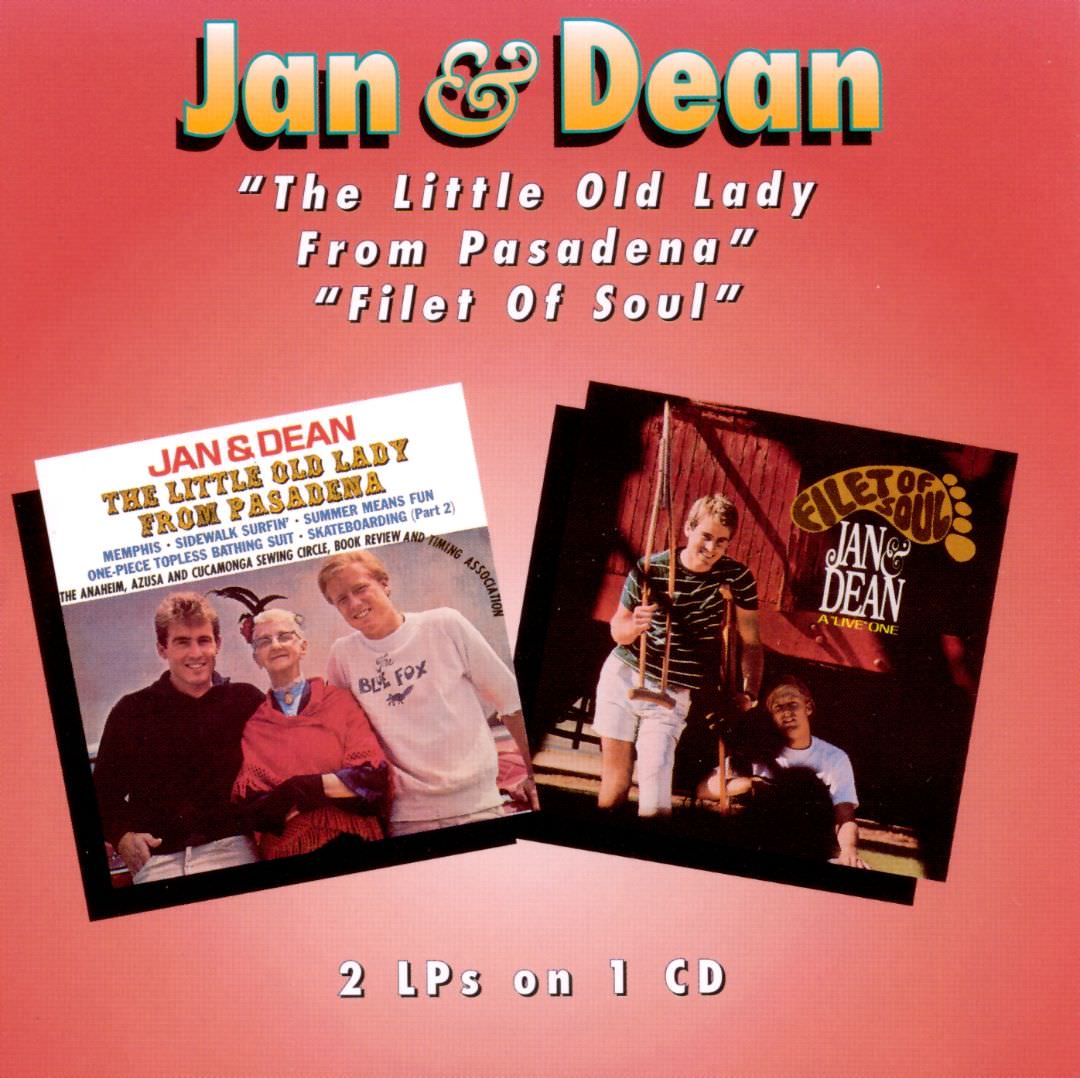 Jan & Dean
"The Little Old Lady
From Pasadena"
"Filet Of Soul"
JAN & DEAN
THE LITTLE OLD LADY
FROM PASADENA
MEMPHIS · SIDEWALK SURFIN' · SUMMER MEANS FUN
ONE-PIECE TOPLESS BATHING SUIT · SKATEBOARDING (Part 2)
THE ANAHEIM, AZUSA AND CUCAMONGA SEWING CIRCLE, BOOK REVIEW AND TIMING ASSOCIATION
The
BLUE FOX
FILET OF
SOUL
JAN &
DEAN
A "LIVE" ONE
2 LPs on 1 CD